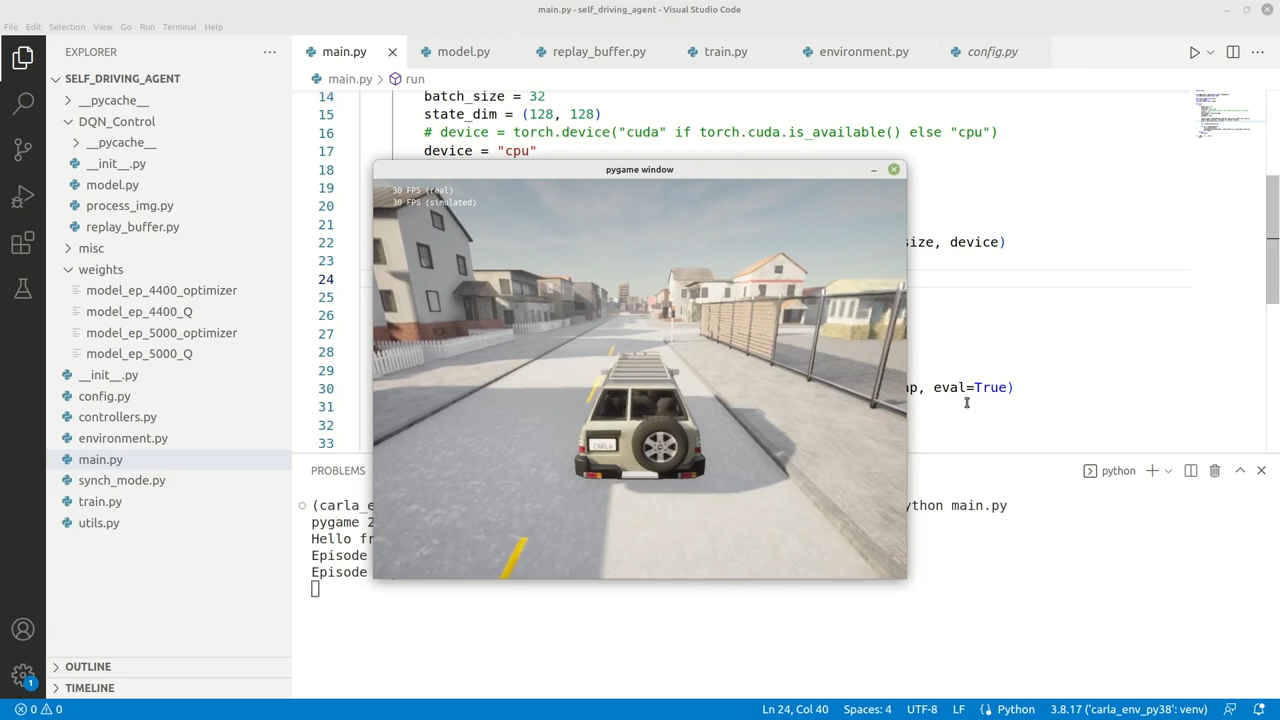 main.py - self_driving_agent - Visual Studio Code
File Edit Selection View Go Run Terminal Help
EXPLORER
SELF_DRIVING_AGENT
__pycache__
DQN_Control
__pycache__
__init__.py
model.py
process_img.py
replay_buffer.py
misc
weights
model_ep_4400_optimizer
model_ep_4400_Q
model_ep_5000_optimizer
model_ep_5000_Q
__init__.py
config.py
controllers.py
environment.py
main.py
synch_mode.py
train.py
utils.py
OUTLINE
TIMELINE
main.py model.py replay_buffer.py train.py environment.py config.py
main.py > run
14 batch_size = 32
15 state_dim = (128, 128)
16 # device = torch.device("cuda" if torch.cuda.is_available() else "cpu")
17 device = "cpu"
18
19
20
21
22 size, device)
23
24
25
26
27
28
29
30 ap, eval=True)
31
32
33
pygame window
30 FPS (real)
30 FPS (simulated)
CARLA
PROBLEMS
python
(carla_e ython main.py
pygame 2
Hello fr
Episode
Episode
1
0 0
Ln 24, Col 40 Spaces: 4 UTF-8 LF Python 3.8.17 ('carla_env_py38': venv)